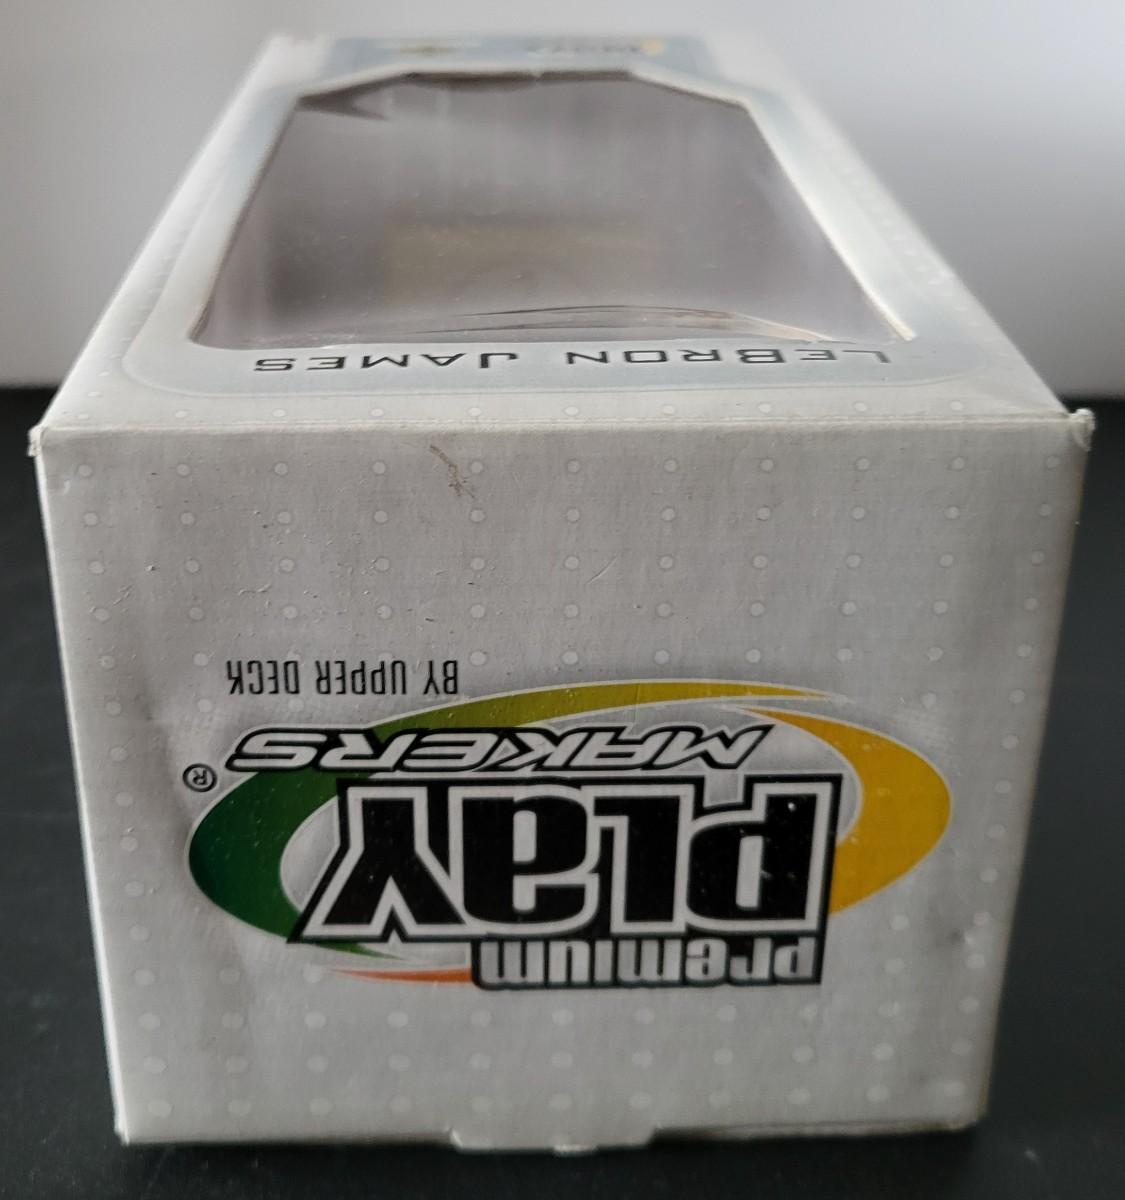 LEBRON JAMES
premium
PLAY
MAKERS
®
BY UPPER DECK